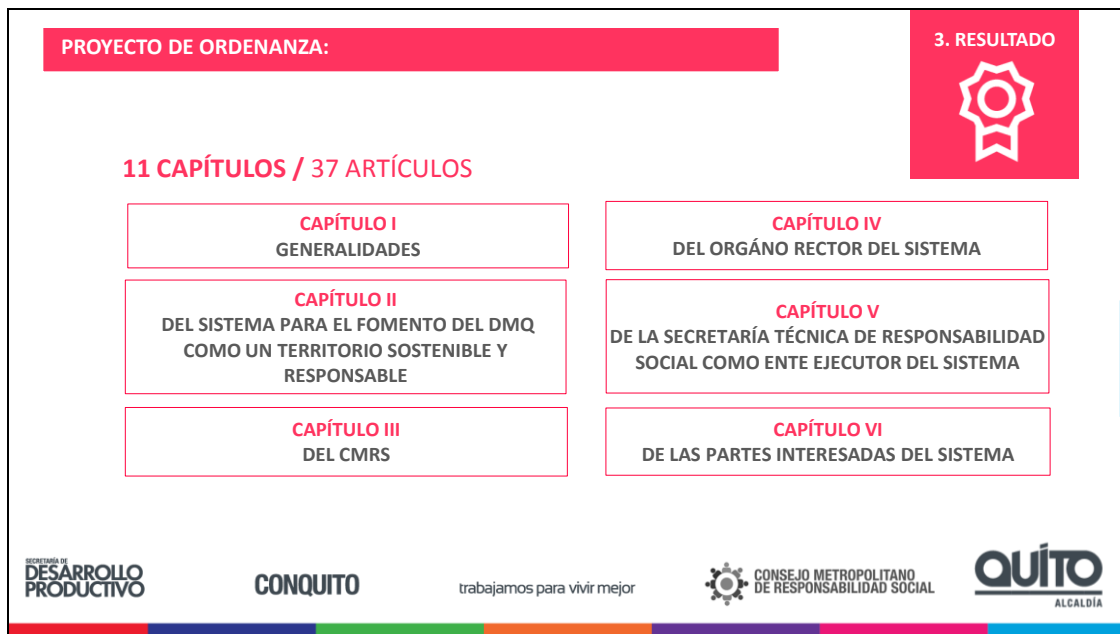 PROYECTO DE ORDENANZA:
3. RESULTADO
11 CAPÍTULOS / 37 ARTÍCULOS
CAPÍTULO I
GENERALIDADES
CAPÍTULO II
DEL SISTEMA PARA EL FOMENTO DEL DMQ
COMO UN TERRITORIO SOSTENIBLE Y
RESPONSABLE
CAPÍTULO III
DEL CMRS
CAPÍTULO IV
DEL ORGÁNO RECTOR DEL SISTEMA
CAPÍTULO V
DE LA SECRETARÍA TÉCNICA DE RESPONSABILIDAD
SOCIAL COMO ENTE EJECUTOR DEL SISTEMA
CAPÍTULO VI
DE LAS PARTES INTERESADAS DEL SISTEMA
SECRETARÍA DE
DESARROLLO
PRODUCTIVO
CONQUITO
trabajamos para vivir mejor
CONSEJO METROPOLITANO
DE RESPONSABILIDAD SOCIAL
QUITO
ALCALDÍA